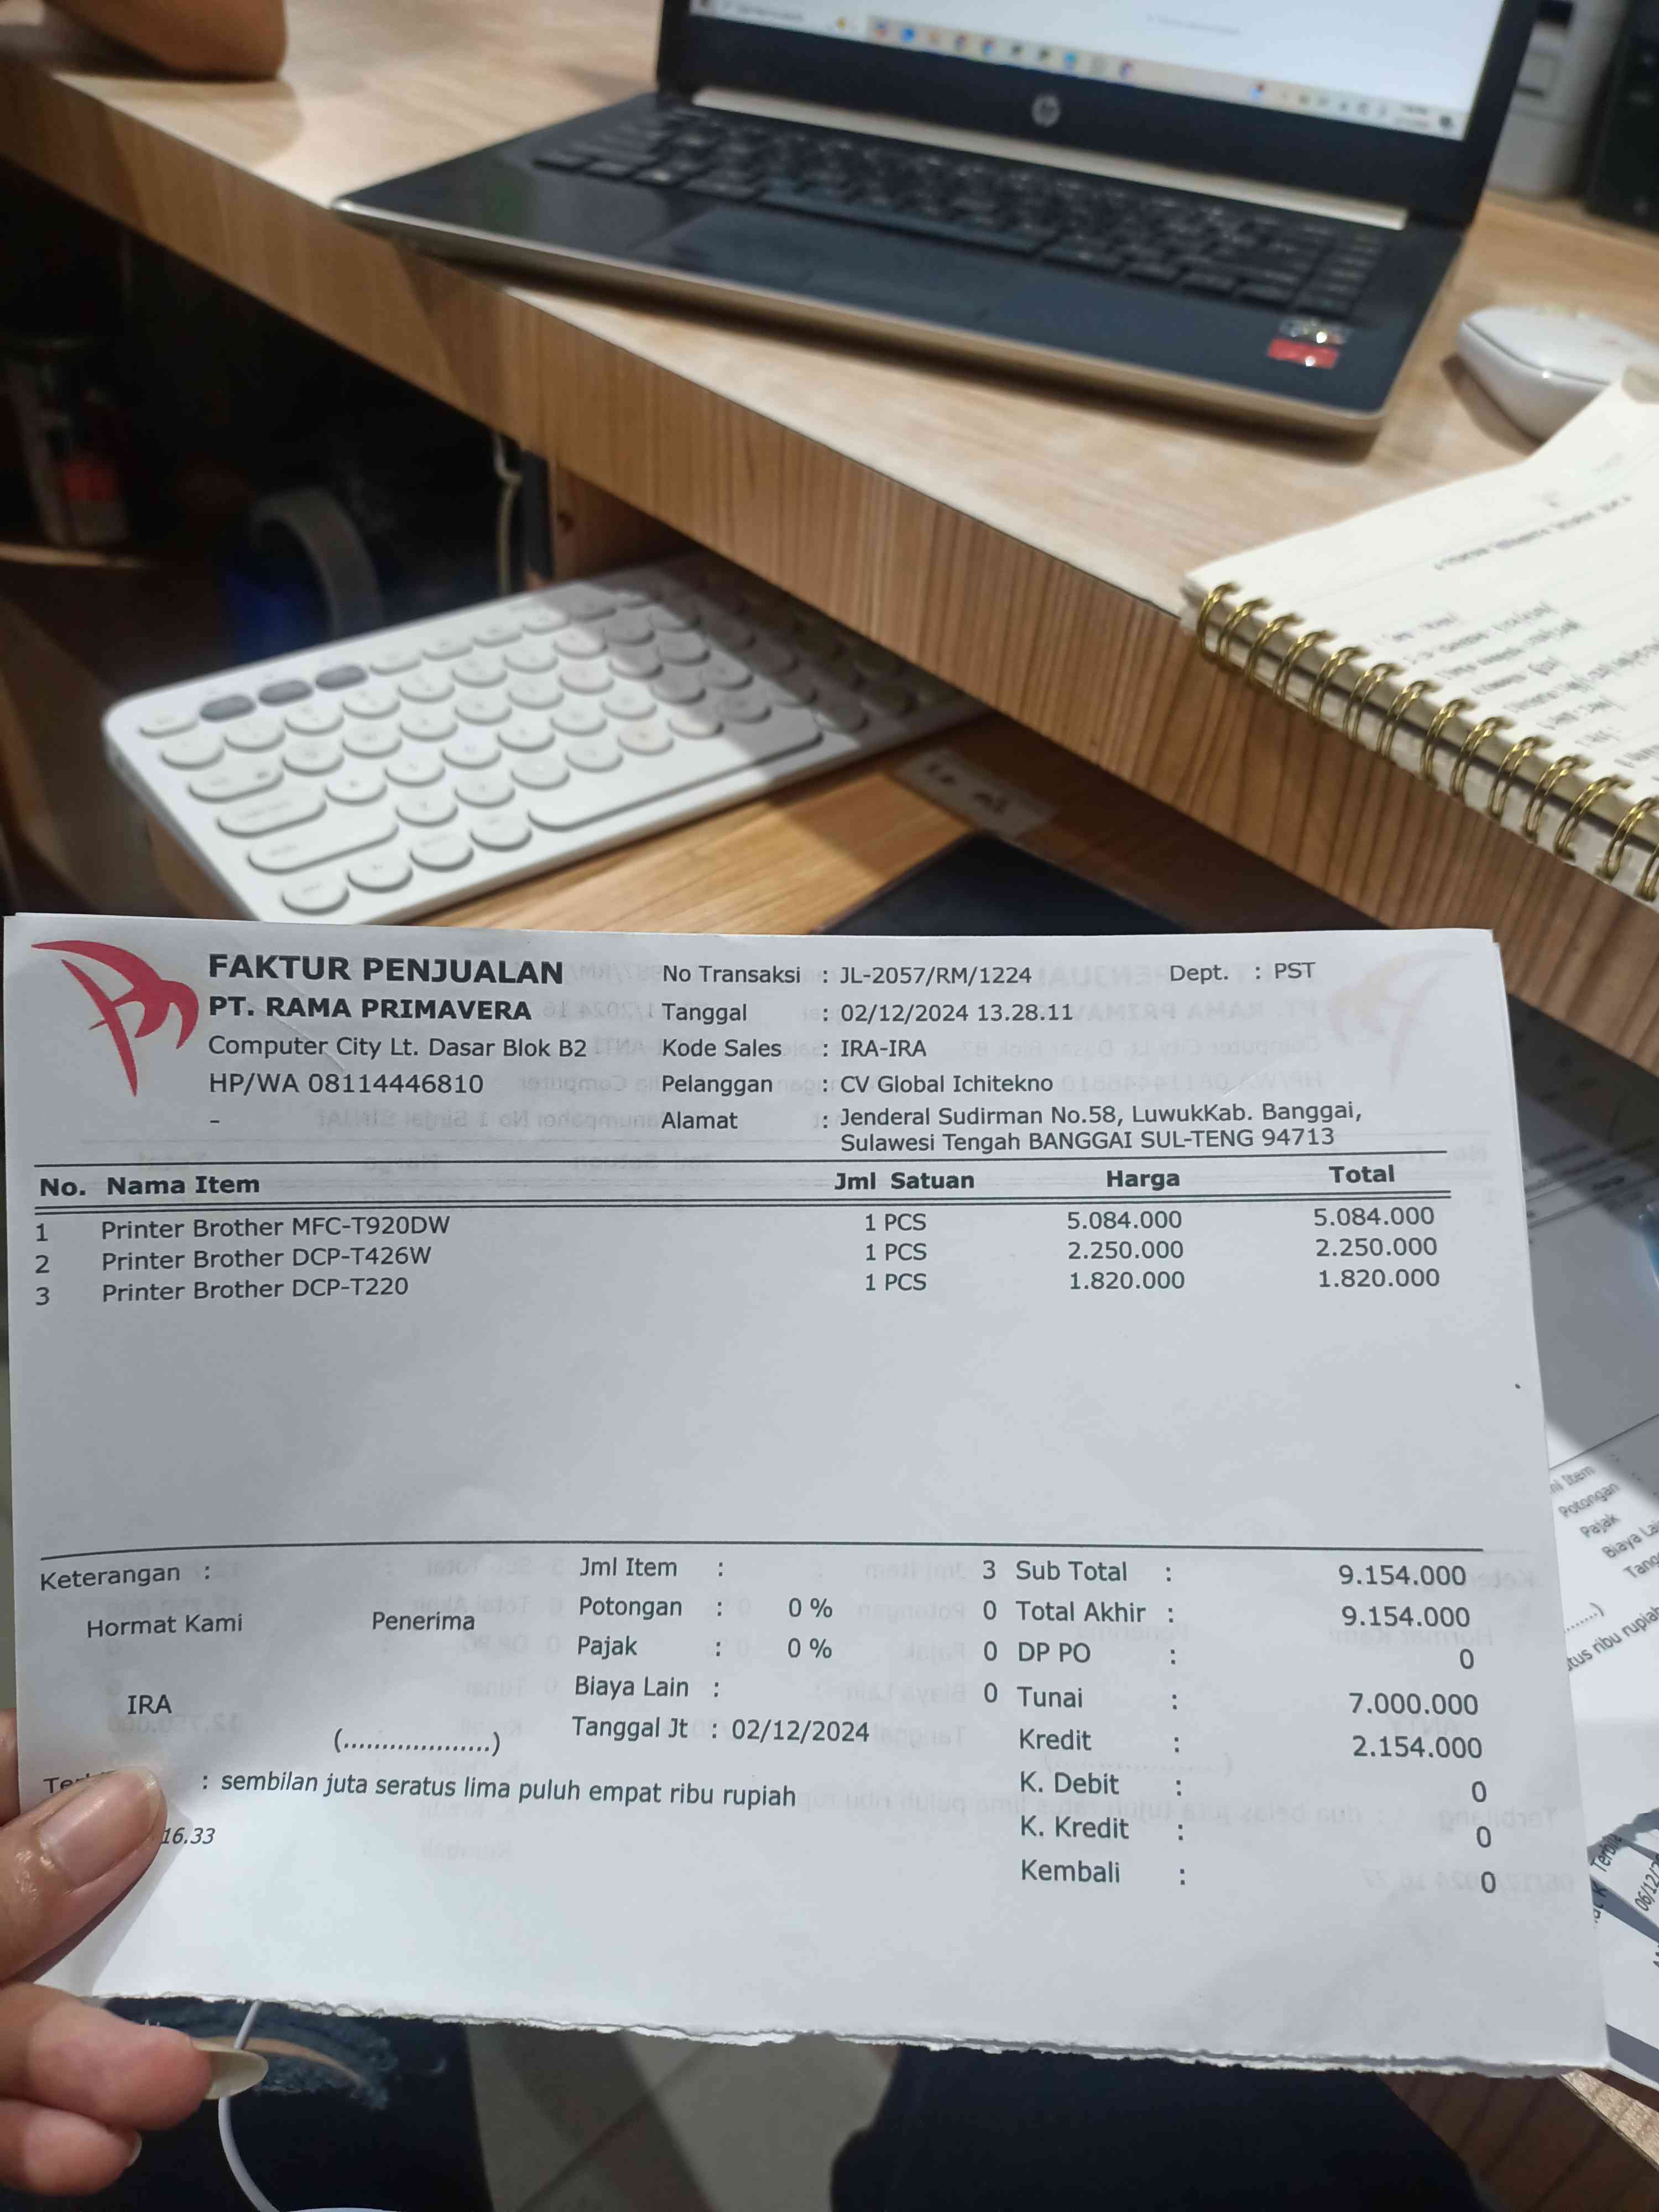 FAKTUR PENJUALAN
PT. RAMA PRIMAVERA
Computer City Lt. Dasar Blok B2
HP/WA 08114446810
-
No Transaksi : JL-2057/RM/1224 Dept. : PST
Tanggal : 02/12/2024 13.28.11
Kode Sales : IRA-IRA
Pelanggan : CV Global Ichitekno
Alamat : Jenderal Sudirman No.58, LuwukKab. Banggai,
Sulawesi Tengah BANGGAI SUL-TENG 94713
No. Nama Item Jml Satuan Harga Total
1 Printer Brother MFC-T920DW 1 PCS 5.084.000 5.084.000
2 Printer Brother DCP-T426W 1 PCS 2.250.000 2.250.000
3 Printer Brother DCP-T220 1 PCS 1.820.000 1.820.000
Keterangan :
Hormat Kami Penerima
IRA
(...................)
Jml Item : 3
Potongan : 0 % 0
Pajak : 0 % 0
Biaya Lain : 0
Tanggal Jt : 02/12/2024
Sub Total : 9.154.000
Total Akhir : 9.154.000
DP PO : 0
Tunai : 7.000.000
Kredit : 2.154.000
K. Debit : 0
K. Kredit : 0
Kembali : 0
: sembilan juta seratus lima puluh empat ribu rupiah
16.33
hp
Potongan
Pajak
tus ribu rupiah